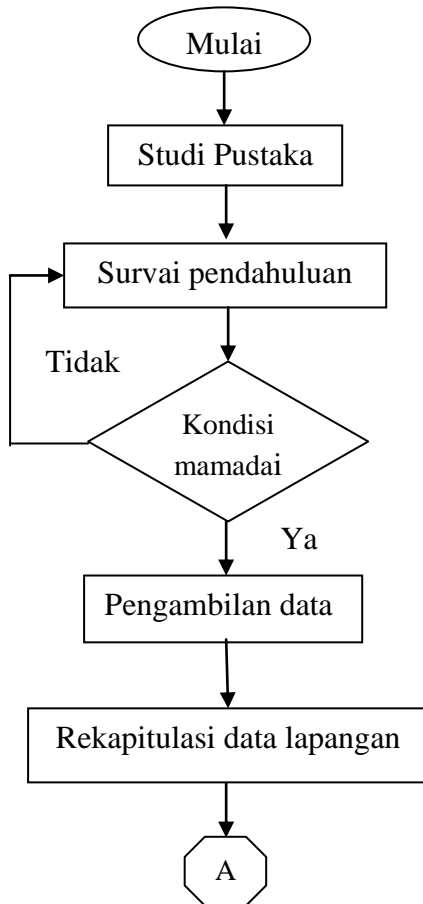 Mulai
Studi Pustaka
Survai pendahuluan
Tidak
Kondisi
mamadai
Ya
Pengambilan data
Rekapitulasi data lapangan
A